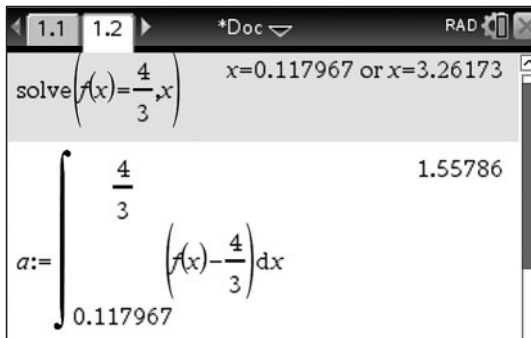 1.1 1.2 *Doc RAD
solve(f(x)=4/3,x) x=0.117967 or x=3.26173
a:=∫ from 0.117967 to 4/3 (f(x)-4/3)dx 1.55786